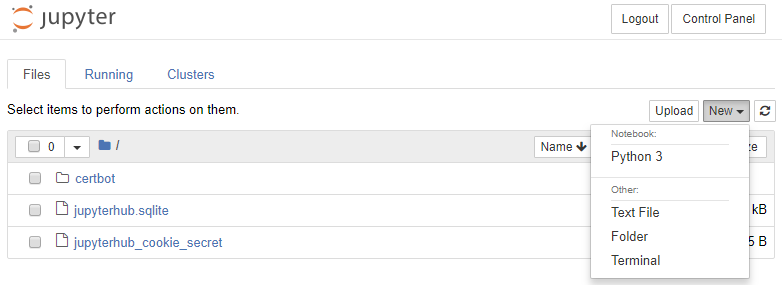 jupyter
Logout Control Panel
Files Running Clusters
Select items to perform actions on them.
Upload New
0 / Name
Notebook:
Python 3
certbot
Other:
jupyterhub.sqlite
Text File
kB
jupyterhub_cookie_secret
Folder
5 B
Terminal